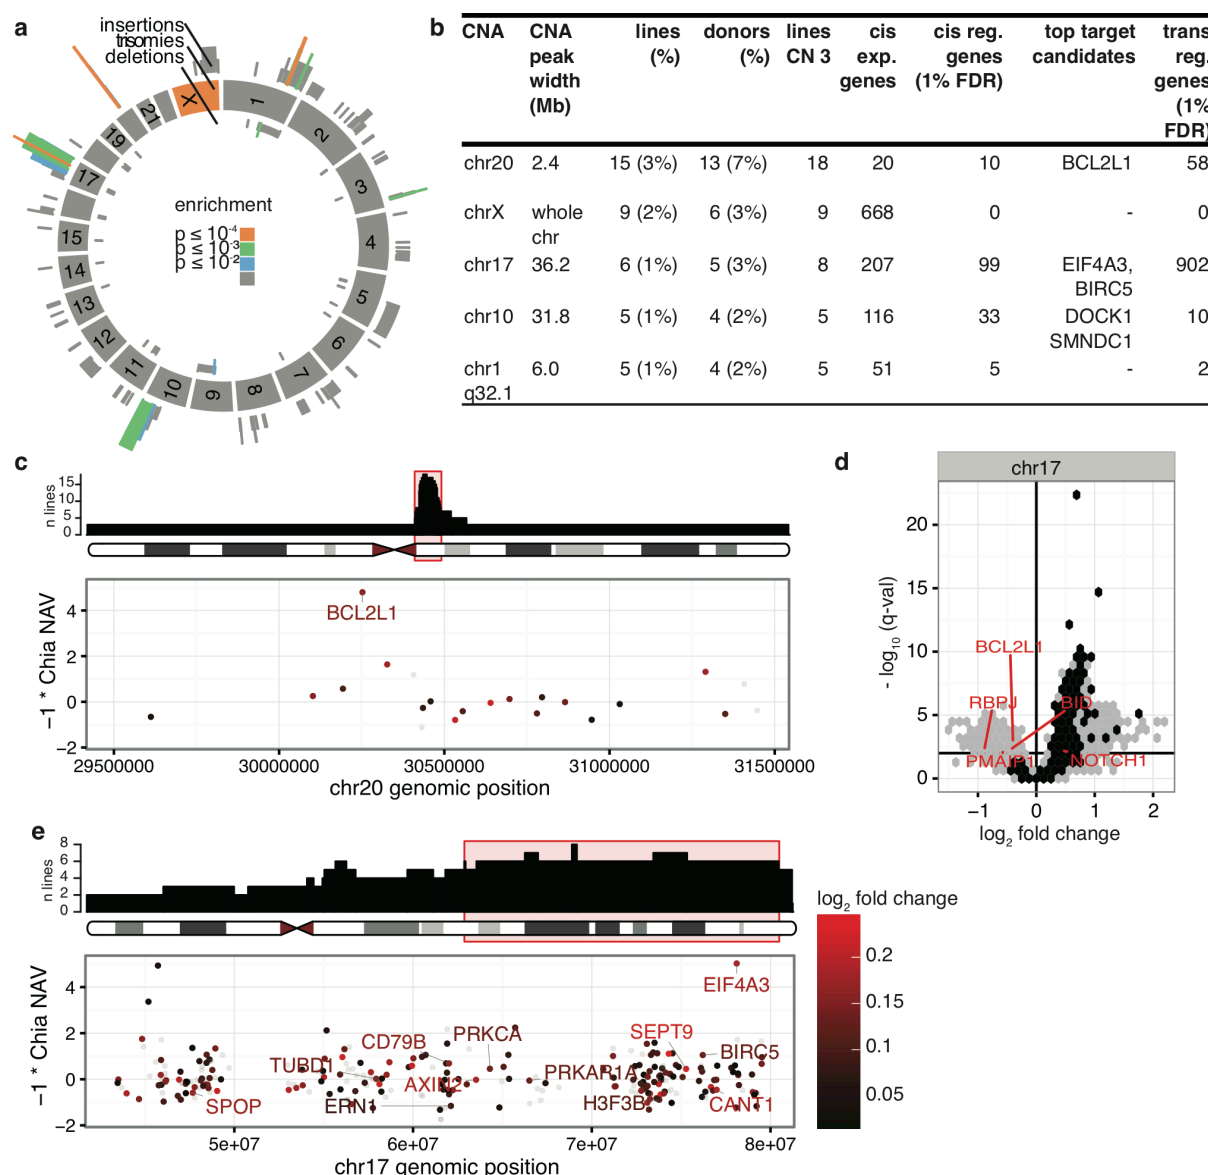 a
insertions
trisomies
deletions
X
1
2
3
4
5
6
7
8
9
10
11
12
13
14
15
17
19
21
enrichment
p ≤ 10-4
p ≤ 10-3
p ≤ 10-2
b
CNA CNA peak width (Mb) lines (%) donors (%) lines CN 3 cis exp. genes cis reg. genes (1% FDR) top target candidates trans reg. genes (1% FDR)
chr20 2.4 15 (3%) 13 (7%) 18 20 10 BCL2L1 58
chrX whole chr 9 (2%) 6 (3%) 9 668 0 - 0
chr17 36.2 6 (1%) 5 (3%) 8 207 99 EIF4A3, BIRC5 902
chr10 31.8 5 (1%) 4 (2%) 5 116 33 DOCK1 SMNDC1 10
chr1 q32.1 6.0 5 (1%) 4 (2%) 5 51 5 - 2
c
n lines
15
10
5
0
−1 * Chia NAV
4
2
0
−2
BCL2L1
29500000 30000000 30500000 31000000 31500000
chr20 genomic position
d
chr17
- log10 (q-val)
20
15
10
5
0
BCL2L1
RBPJ
BID
PMAIP1
NOTCH1
−1 0 1 2
log2 fold change
e
n lines
8
6
4
2
0
−1 * Chia NAV
4
2
0
−2
EIF4A3
SEPT9
PRKCA
CD79B
BIRC5
TUBD1
PRKAR1A
AXIN2
SPOP
ERN1
H3F3B
CANT1
5e+07 6e+07 7e+07 8e+07
chr17 genomic position
log2 fold change
0.2
0.15
0.1
0.05